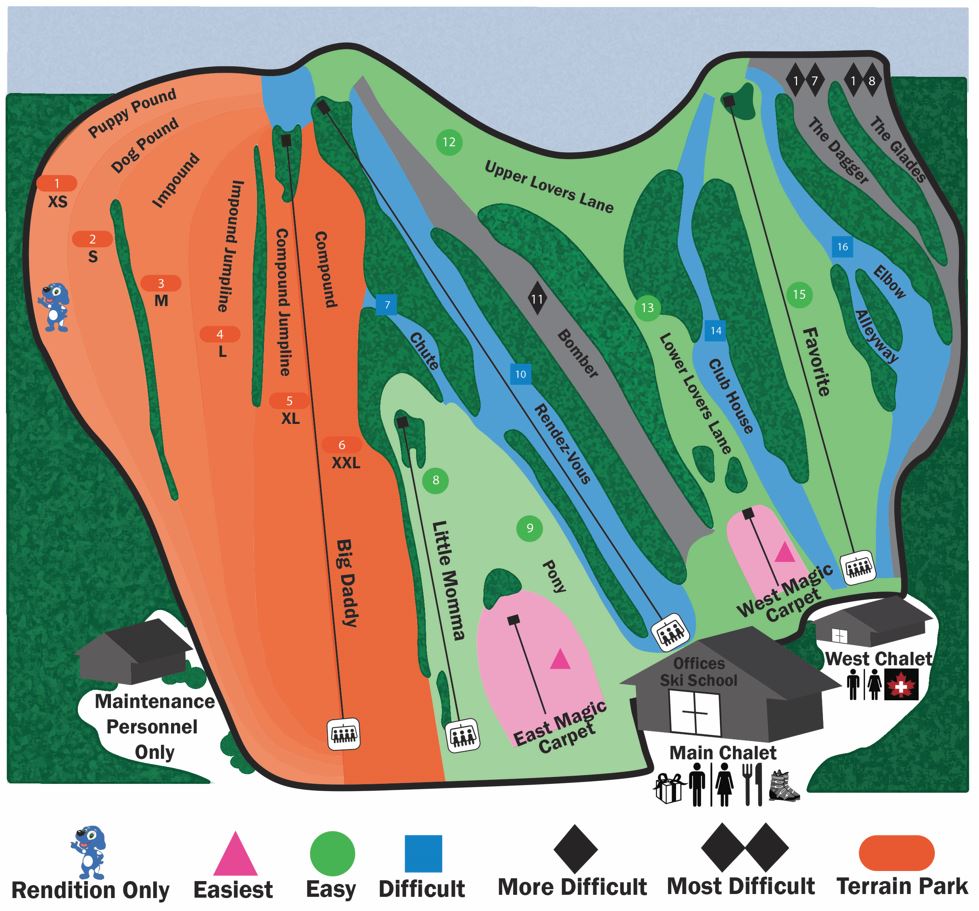 Puppy Pound
Dog Pound
Impound
Impound Jumpline
Compound Jumpline
Compound
1
XS
2
S
3
M
4
L
5
XL
6
XXL
Big Daddy
7
Chute
8
Little Momma
9
Pony
East Magic
Carpet
10
Rendez-Vous
11
Bomber
12
Upper Lovers Lane
13
Lower Lovers Lane
14
Club House
15
Favorite
16
Elbow
Alleyway
1 7
The Dagger
1 8
The Glades
West Magic
Carpet
Maintenance
Personnel
Only
Offices
Ski School
Main Chalet
West Chalet
Rendition Only
Easiest
Easy
Difficult
More Difficult
Most Difficult
Terrain Park